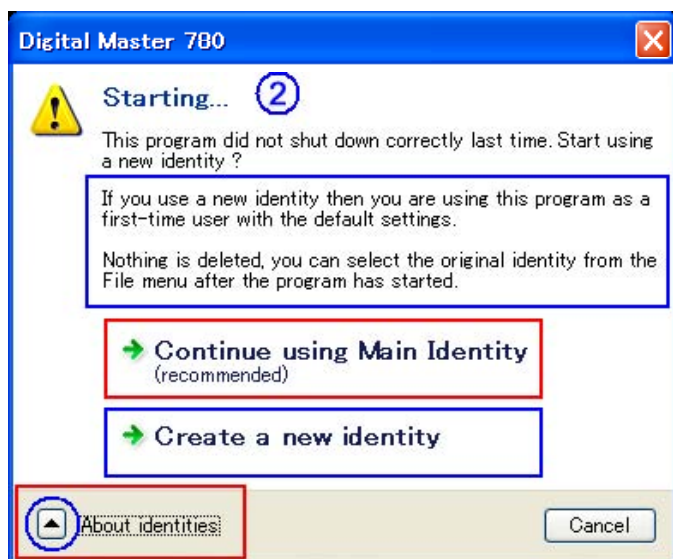 Digital Master 780
Starting... ②
This program did not shut down correctly last time. Start using
a new identity ?
If you use a new identity then you are using this program as a
first-time user with the default settings.
Nothing is deleted, you can select the original identity from the
File menu after the program has started.
Continue using Main Identity
(recommended)
Create a new identity
About identities
Cancel